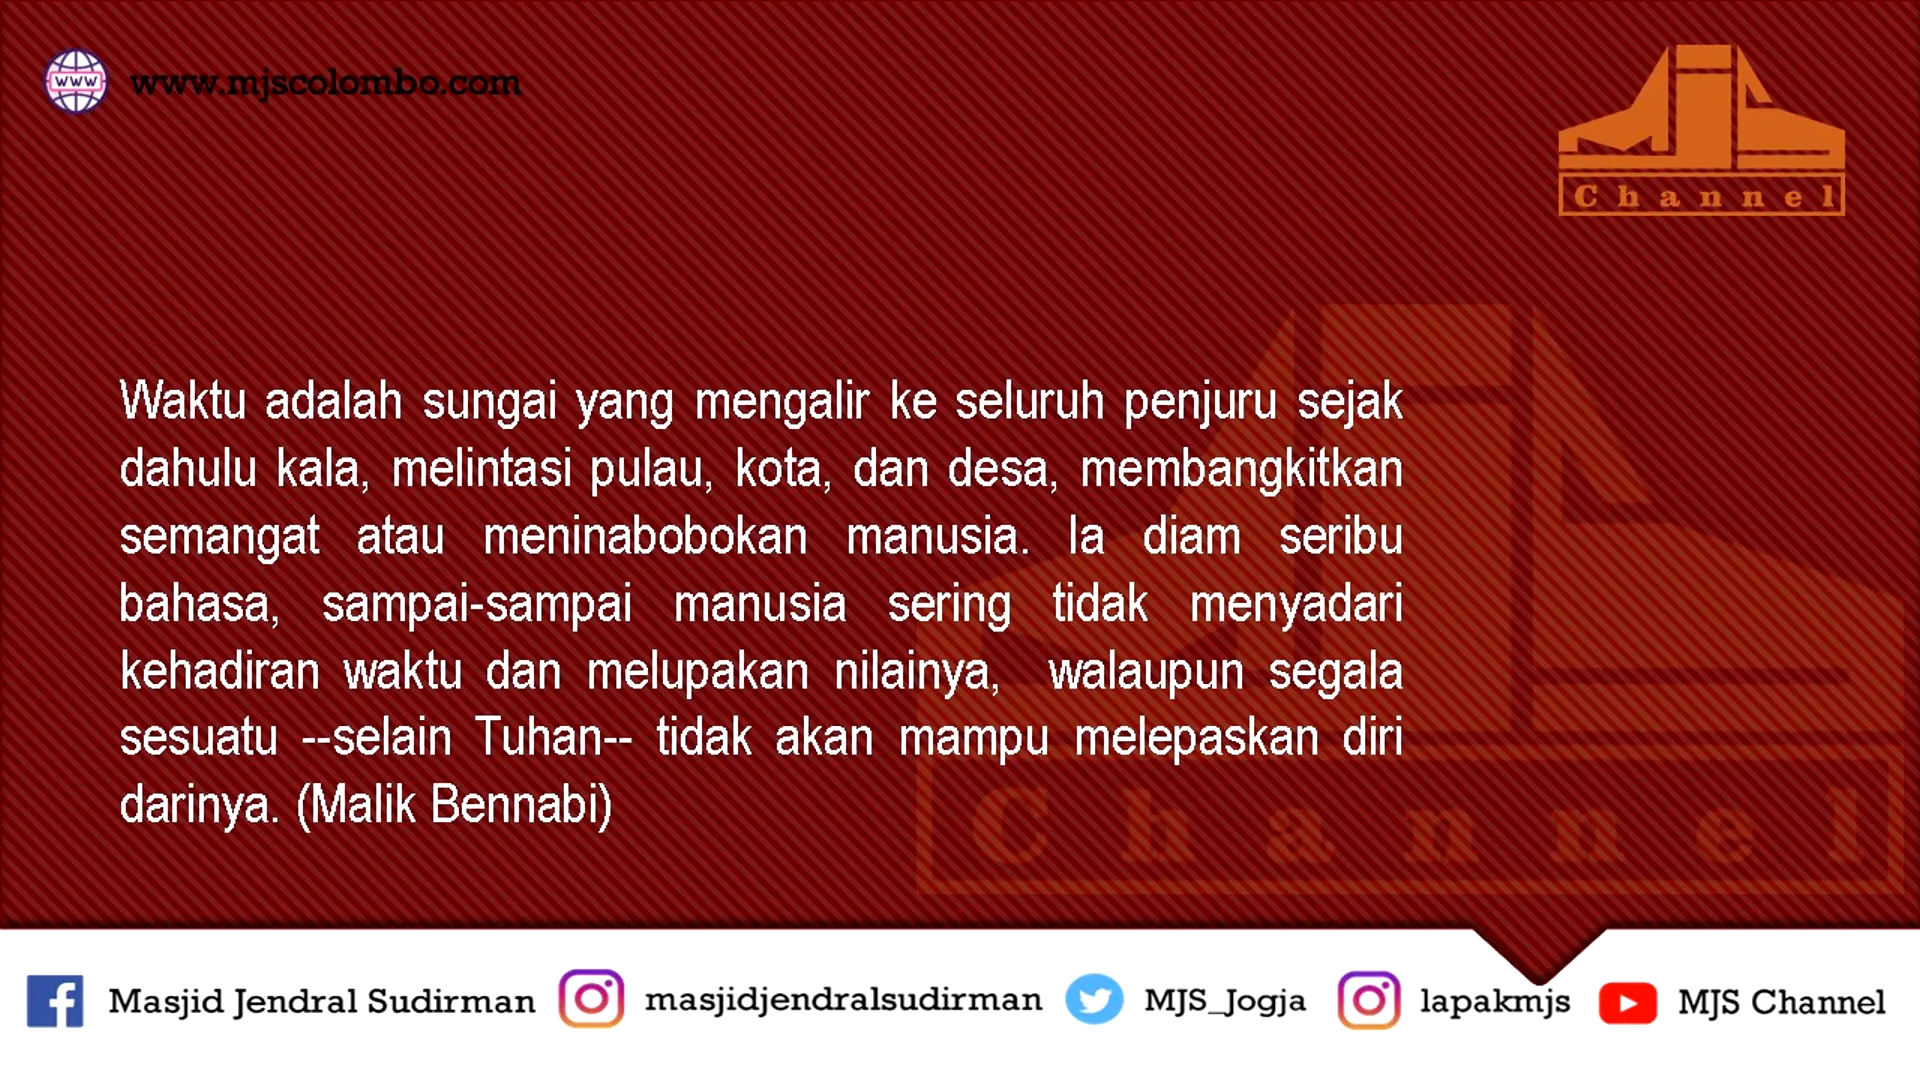 www.mjscolombo.com
WWW
MJS
Channel
Waktu adalah sungai yang mengalir ke seluruh penjuru sejak
dahulu kala, melintasi pulau, kota, dan desa, membangkitkan
semangat atau meninabobokan manusia. Ia diam seribu
bahasa, sampai-sampai manusia sering tidak menyadari
kehadiran waktu dan melupakan nilainya, walaupun segala
sesuatu --selain Tuhan-- tidak akan mampu melepaskan diri
darinya. (Malik Bennabi)
Channel
Masjid Jendral Sudirman masjidjendralsudirman MJS_Jogja lapakmjs MJS Channel